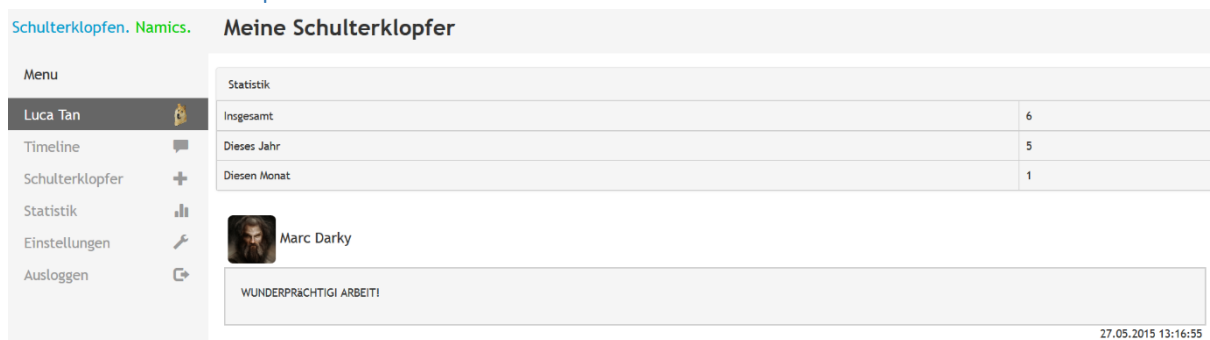 Schulterklopfen. Namics.
Meine Schulterklopfer
Menu
Luca Tan
Timeline
Schulterklopfer
Statistik
Einstellungen
Ausloggen
Statistik
Insgesamt 6
Dieses Jahr 5
Diesen Monat 1
Marc Darky
WUNDERPRäCHTIGI ARBEIT!
27.05.2015 13:16:55